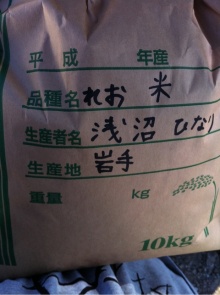 平成 年産
品種名 れお 米
生産者名 浅沼 ひなり
生産地 岩手
重量 kg
10kg